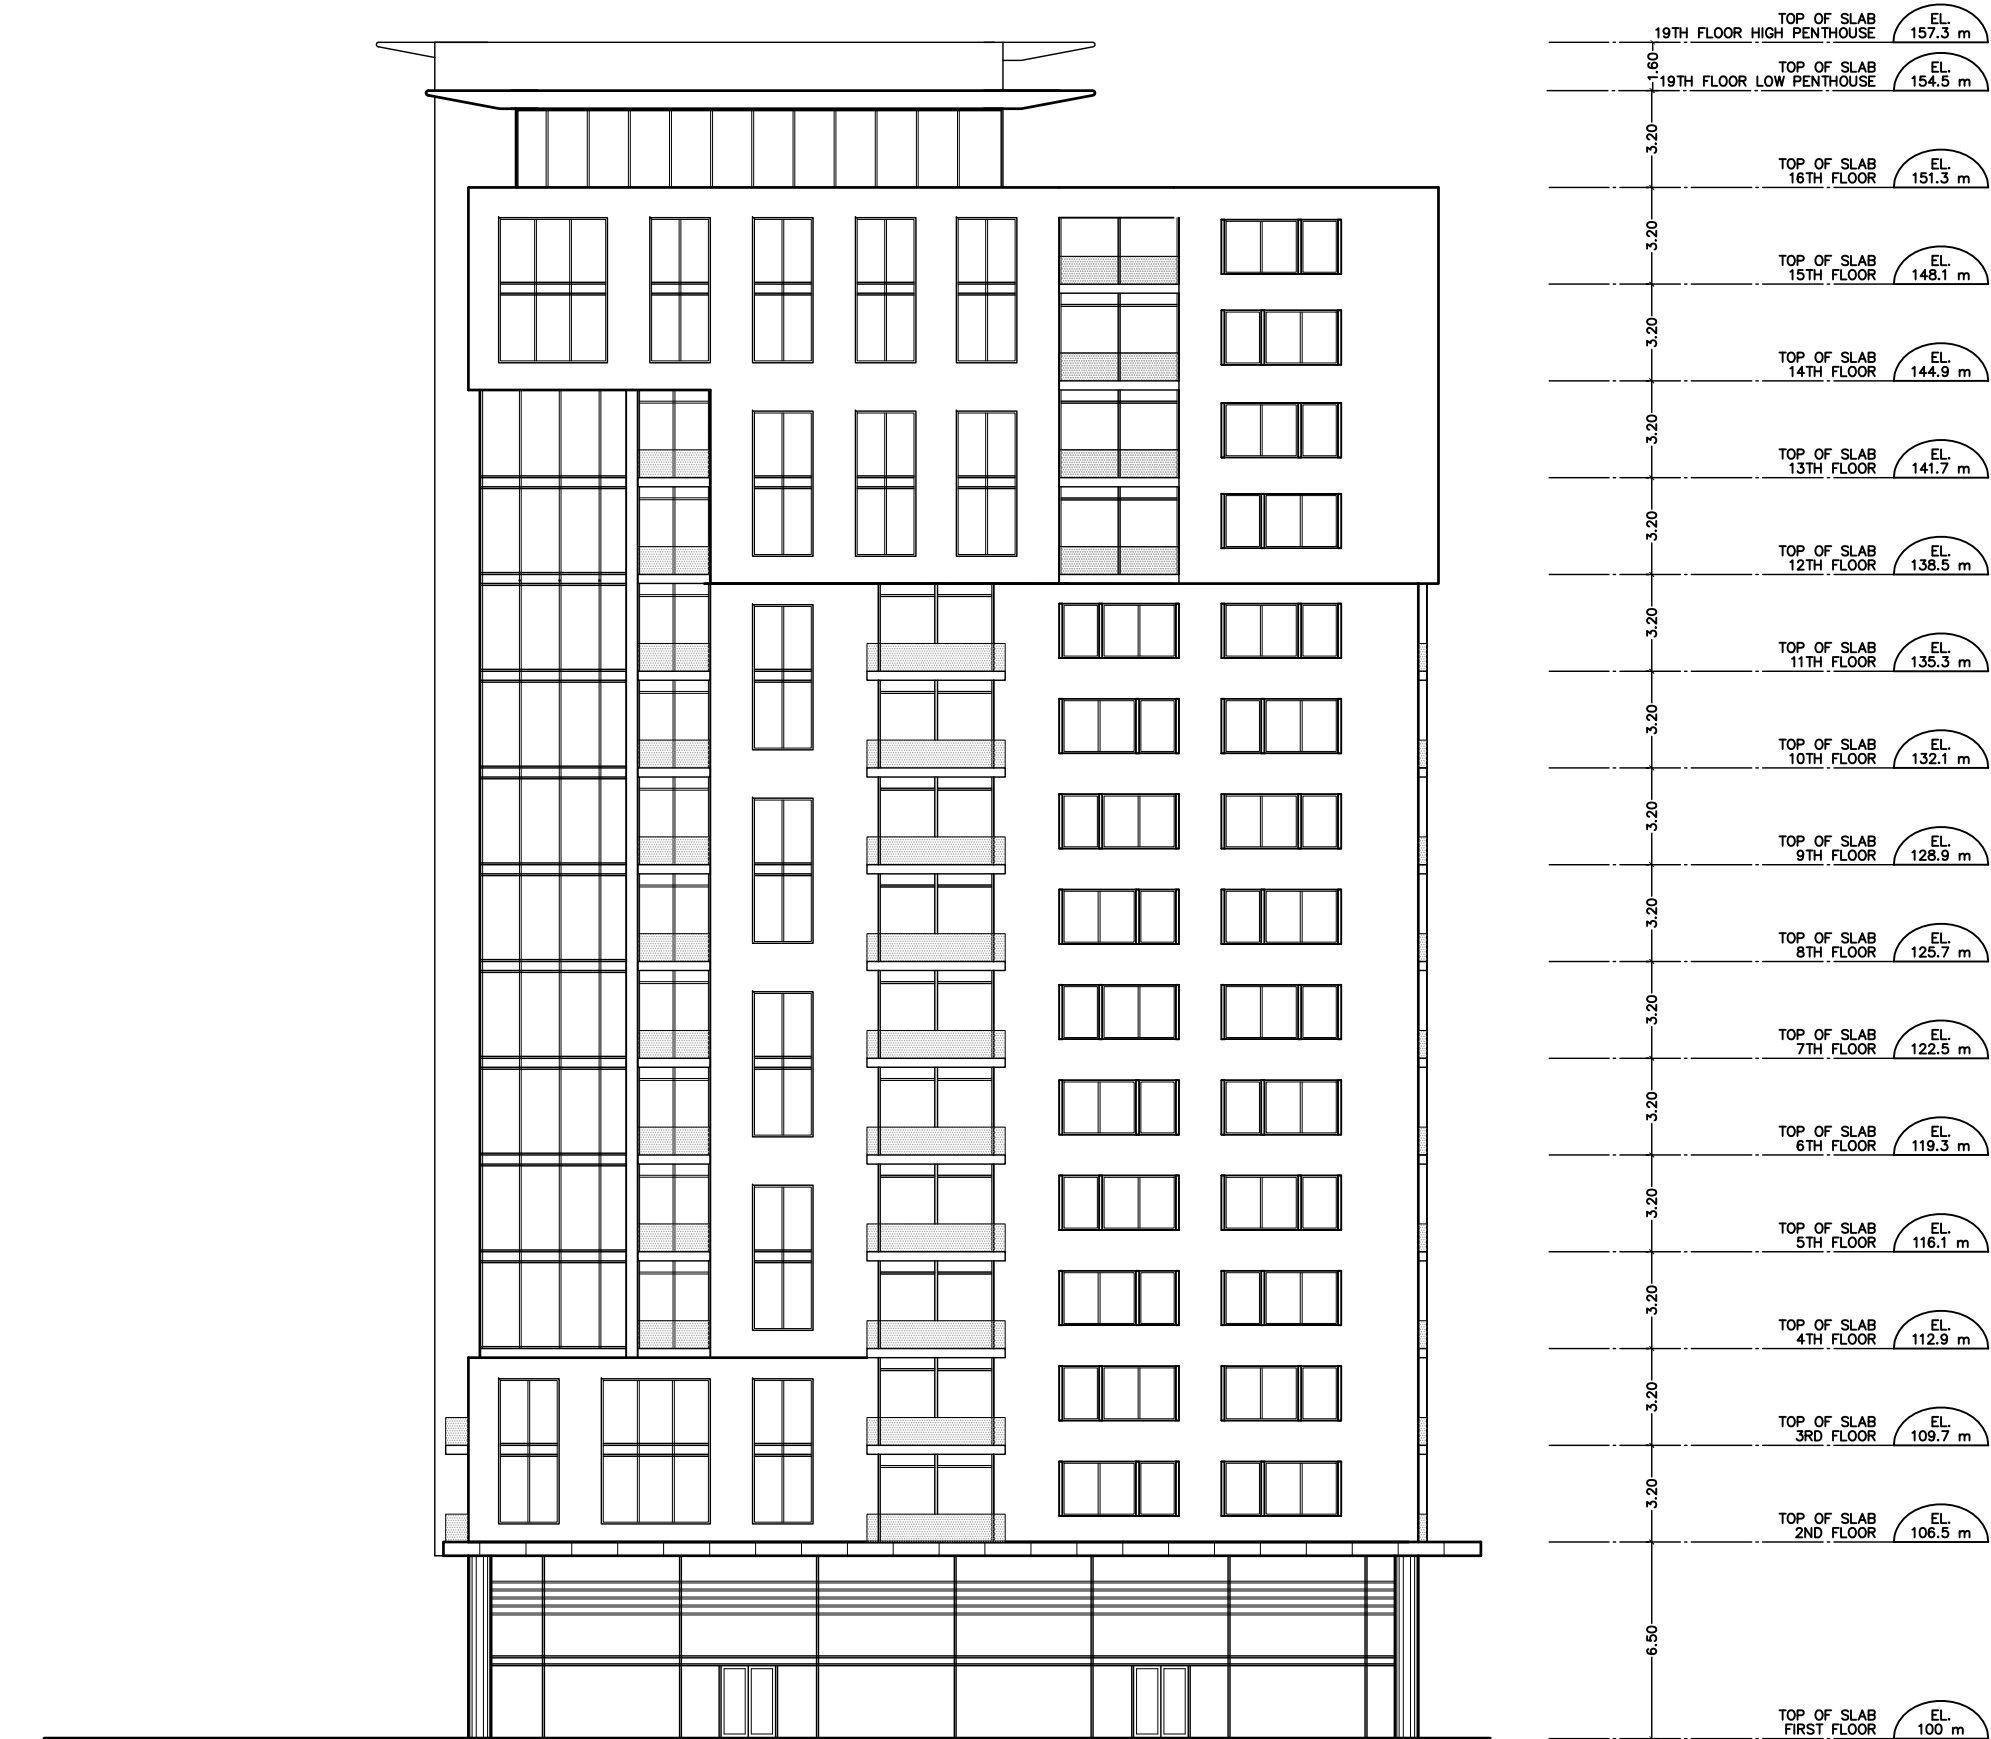 TOP OF SLAB EL.
19TH FLOOR HIGH PENTHOUSE 157.3 m
1.60
TOP OF SLAB EL.
19TH FLOOR LOW PENTHOUSE 154.5 m
3.20
TOP OF SLAB EL.
16TH FLOOR 151.3 m
3.20
TOP OF SLAB EL.
15TH FLOOR 148.1 m
3.20
TOP OF SLAB EL.
14TH FLOOR 144.9 m
3.20
TOP OF SLAB EL.
13TH FLOOR 141.7 m
3.20
TOP OF SLAB EL.
12TH FLOOR 138.5 m
3.20
TOP OF SLAB EL.
11TH FLOOR 135.3 m
3.20
TOP OF SLAB EL.
10TH FLOOR 132.1 m
3.20
TOP OF SLAB EL.
9TH FLOOR 128.9 m
3.20
TOP OF SLAB EL.
8TH FLOOR 125.7 m
3.20
TOP OF SLAB EL.
7TH FLOOR 122.5 m
3.20
TOP OF SLAB EL.
6TH FLOOR 119.3 m
3.20
TOP OF SLAB EL.
5TH FLOOR 116.1 m
3.20
TOP OF SLAB EL.
4TH FLOOR 112.9 m
3.20
TOP OF SLAB EL.
3RD FLOOR 109.7 m
3.20
TOP OF SLAB EL.
2ND FLOOR 106.5 m
6.50
TOP OF SLAB EL.
FIRST FLOOR 100 m